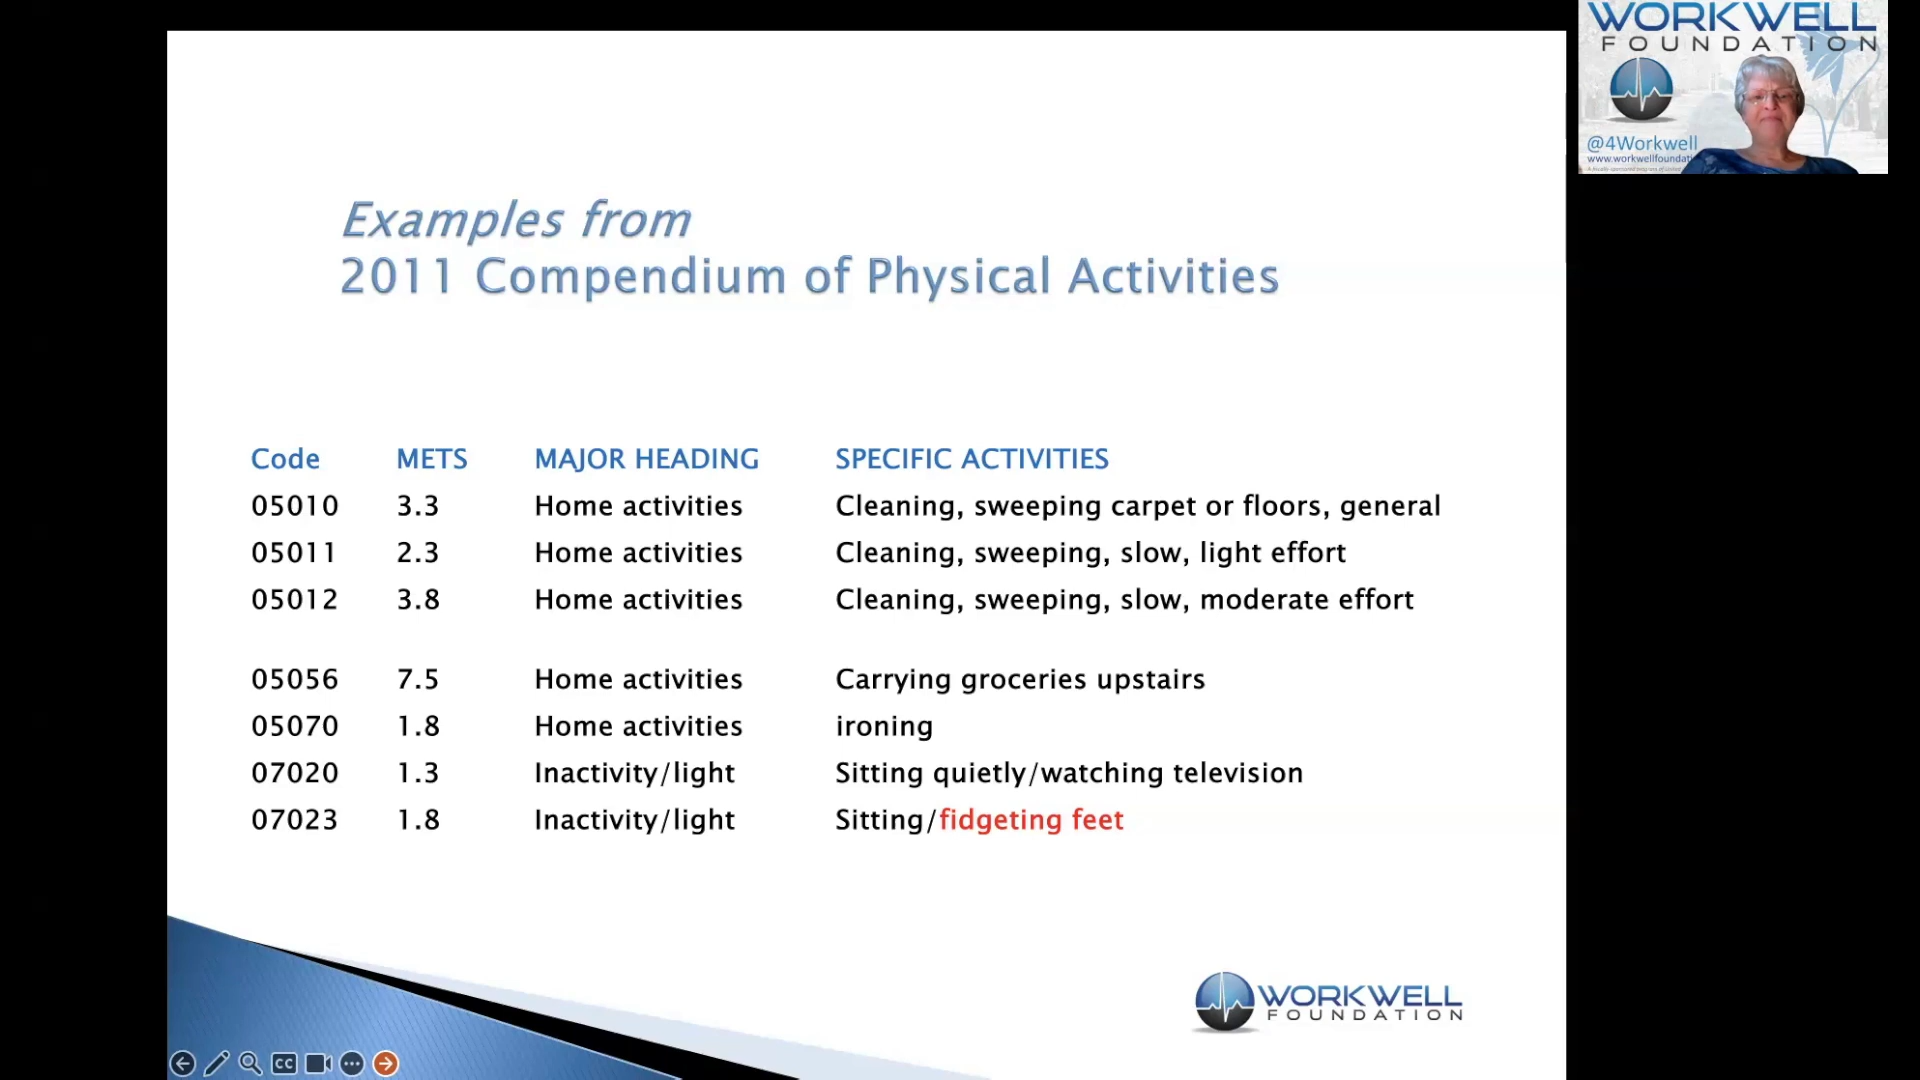 WORKWELL
FOUNDATION
@4Workwell
Examples from
2011 Compendium of Physical Activities
Code METS MAJOR HEADING SPECIFIC ACTIVITIES
05010 3.3 Home activities Cleaning, sweeping carpet or floors, general
05011 2.3 Home activities Cleaning, sweeping, slow, light effort
05012 3.8 Home activities Cleaning, sweeping, slow, moderate effort
05056 7.5 Home activities Carrying groceries upstairs
05070 1.8 Home activities ironing
07020 1.3 Inactivity/light Sitting quietly/watching television
07023 1.8 Inactivity/light Sitting/fidgeting feet
WORKWELL
FOUNDATION
CC